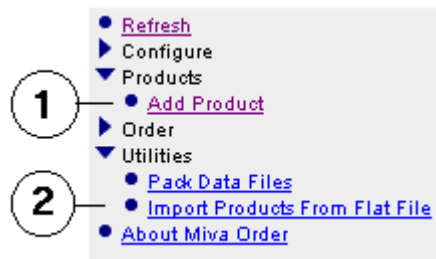 Refresh
Configure
Products
1
Add Product
Order
Utilities
Pack Data Files
2
Import Products From Flat File
About Miva Order